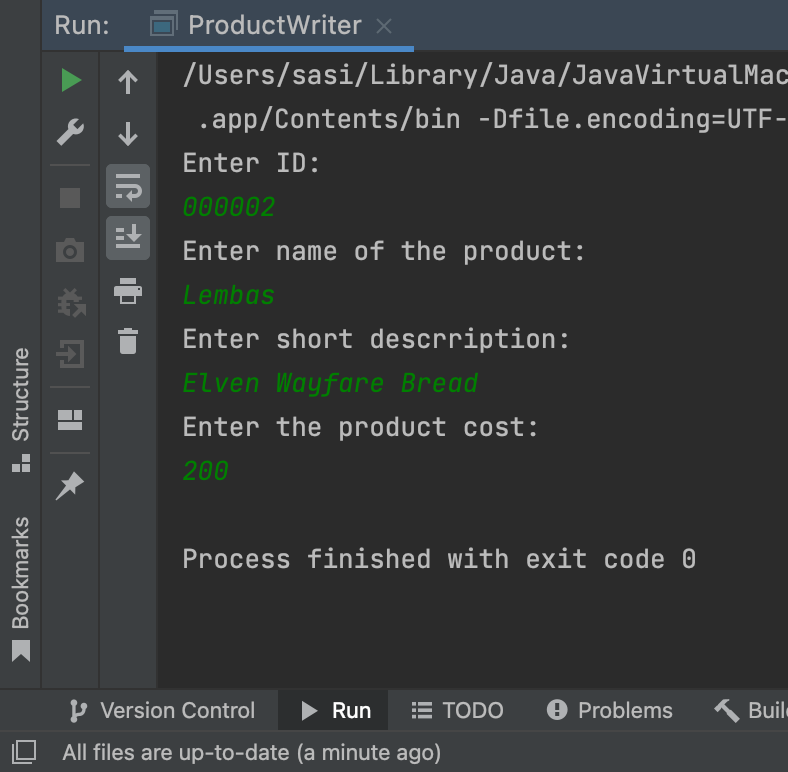 Run: ProductWriter
/Users/sasi/Library/Java/JavaVirtualMac
.app/Contents/bin -Dfile.encoding=UTF-
Enter ID:
000002
Enter name of the product:
Lembas
Enter short descrription:
Elven Wayfare Bread
Enter the product cost:
200
Process finished with exit code 0
Structure
Bookmarks
Version Control Run TODO Problems Buil
All files are up-to-date (a minute ago)